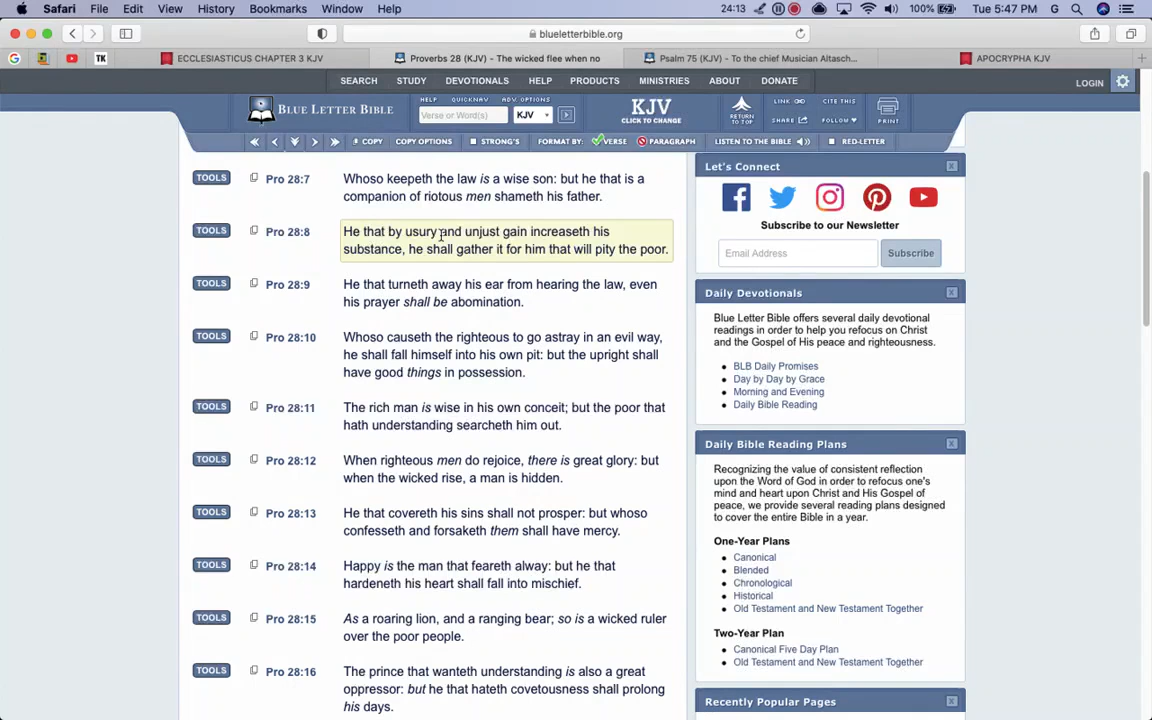 Safari File Edit View History Bookmarks Window Help 24:13 100% Tue 5:47 PM G
blueletterbible.org
G TK ECCLESIASTICUS CHAPTER 3 KJV Proverbs 28 (KJV) - The wicked flee when no Psalm 75 (KJV) - To the chief Musician Altasch... APOCRYPHA KJV
SEARCH STUDY DEVOTIONALS HELP PRODUCTS MINISTRIES ABOUT DONATE LOGIN
BLUE LETTER BIBLE
HELP QUICKNAV ADV. OPTIONS
Verse or Word(s) KJV
KJV
CLICK TO CHANGE
RETURN TO TOP
LINK CITE THIS
SHARE FOLLOW PRINT
COPY COPY OPTIONS STRONG'S FORMAT BY: VERSE PARAGRAPH LISTEN TO THE BIBLE RED-LETTER
TOOLS Pro 28:7 Whoso keepeth the law is a wise son: but he that is a
companion of riotous men shameth his father.
TOOLS Pro 28:8 He that by usury and unjust gain increaseth his
substance, he shall gather it for him that will pity the poor.
TOOLS Pro 28:9 He that turneth away his ear from hearing the law, even
his prayer shall be abomination.
TOOLS Pro 28:10 Whoso causeth the righteous to go astray in an evil way,
he shall fall himself into his own pit: but the upright shall
have good things in possession.
TOOLS Pro 28:11 The rich man is wise in his own conceit; but the poor that
hath understanding searcheth him out.
TOOLS Pro 28:12 When righteous men do rejoice, there is great glory: but
when the wicked rise, a man is hidden.
TOOLS Pro 28:13 He that covereth his sins shall not prosper: but whoso
confesseth and forsaketh them shall have mercy.
TOOLS Pro 28:14 Happy is the man that feareth alway: but he that
hardeneth his heart shall fall into mischief.
TOOLS Pro 28:15 As a roaring lion, and a ranging bear; so is a wicked ruler
over the poor people.
TOOLS Pro 28:16 The prince that wanteth understanding is also a great
oppressor: but he that hateth covetousness shall prolong
his days.
Let's Connect
Subscribe to our Newsletter
Email Address Subscribe
Daily Devotionals
Blue Letter Bible offers several daily devotional
readings in order to help you refocus on Christ
and the Gospel of His peace and righteousness.
BLB Daily Promises
Day by Day by Grace
Morning and Evening
Daily Bible Reading
Daily Bible Reading Plans
Recognizing the value of consistent reflection
upon the Word of God in order to refocus one's
mind and heart upon Christ and His Gospel of
peace, we provide several reading plans designed
to cover the entire Bible in a year.
One-Year Plans
Canonical
Blended
Chronological
Historical
Old Testament and New Testament Together
Two-Year Plan
Canonical Five Day Plan
Old Testament and New Testament Together
Recently Popular Pages